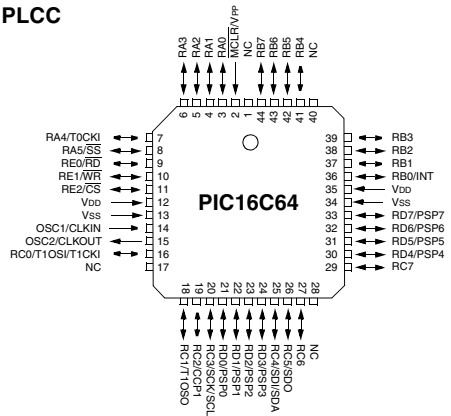 PLCC
RA3
RA2
RA1
RA0
MCLR/VPP
NC
RB7
RB6
RB5
RB4
NC
6
5
4
3
2
1
44
43
42
41
40
RA4/T0CKI 7
RA5/SS 8
RE0/RD 9
RE1/WR 10
RE2/CS 11
VDD 12
VSS 13
OSC1/CLKIN 14
OSC2/CLKOUT 15
RC0/T1OSI/T1CKI 16
NC 17
PIC16C64
39 RB3
38 RB2
37 RB1
36 RB0/INT
35 VDD
34 VSS
33 RD7/PSP7
32 RD6/PSP6
31 RD5/PSP5
30 RD4/PSP4
29 RC7
18
19
20
21
22
23
24
25
26
27
28
RC1/T1OSO
RC2/CCP1
RC3/SCK/SCL
RD0/PSP0
RD1/PSP1
RD2/PSP2
RD3/PSP3
RC4/SDI/SDA
RC5/SDO
RC6
NC